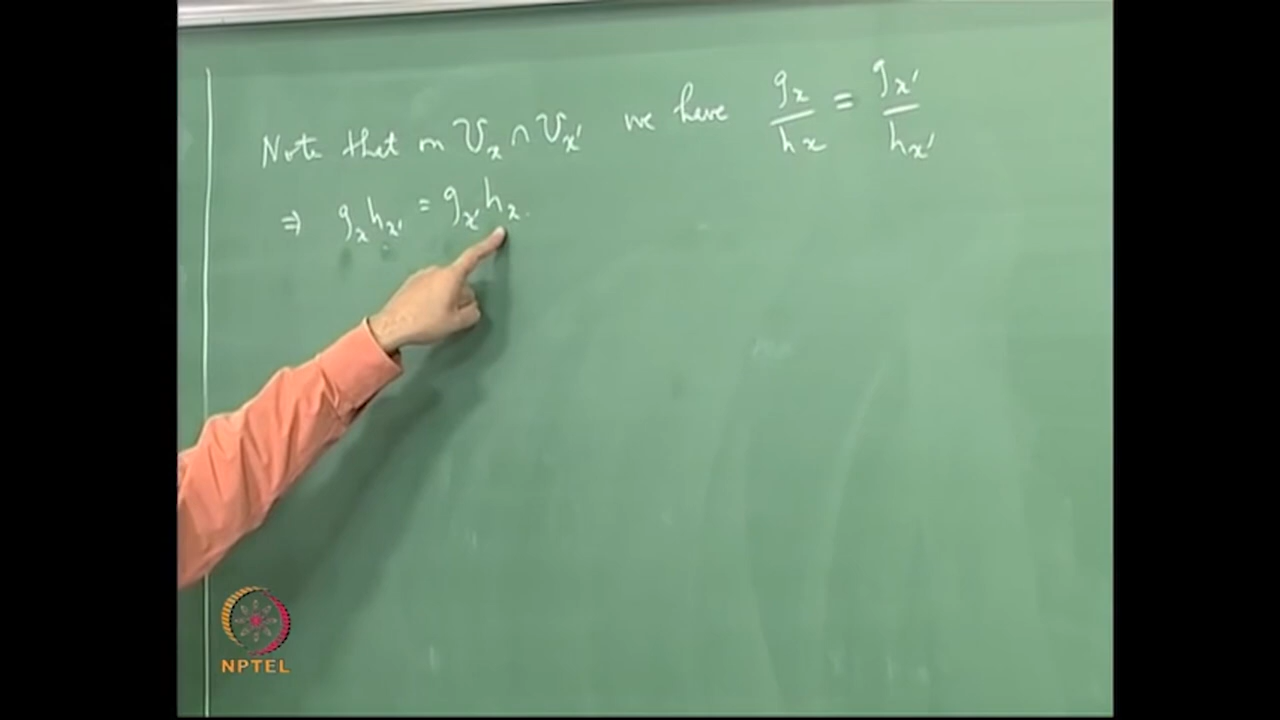 Note that on U_x ∩ U_x' we have g_x/h_x = g_x'/h_x'
⇒ g_x h_x' = g_x' h_x.
NPTEL